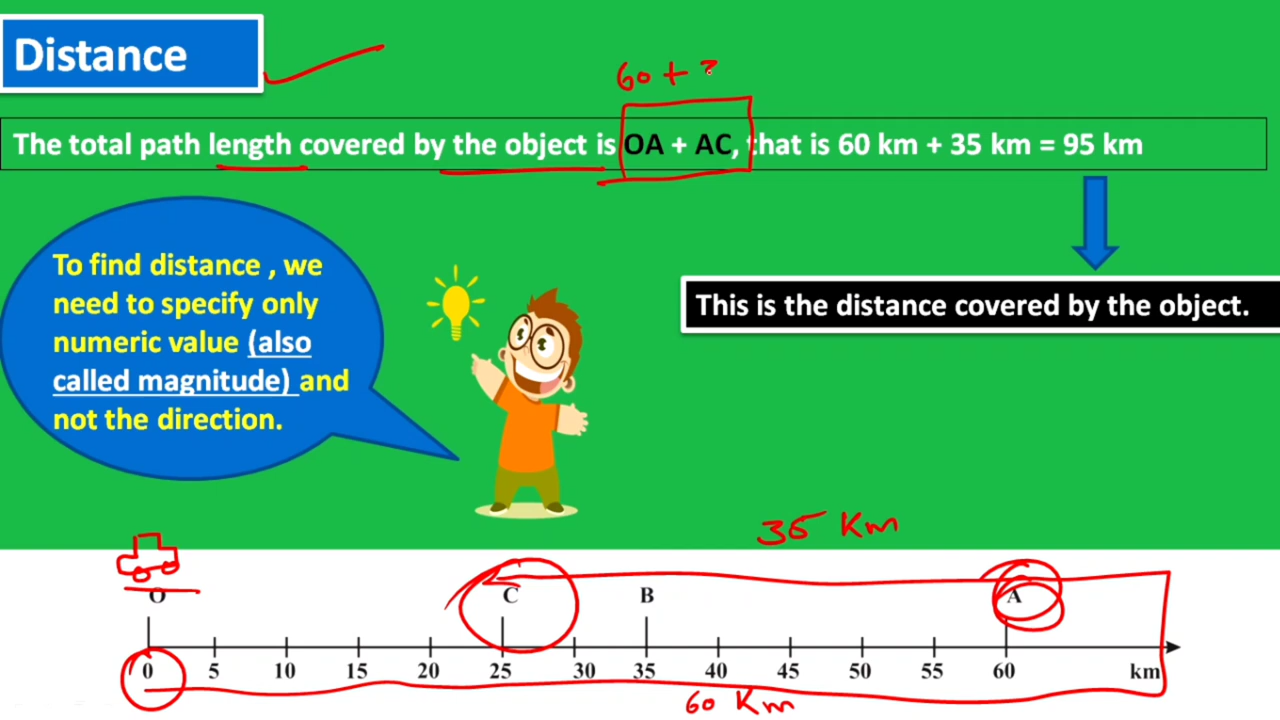 Distance
60 + ?
The total path length covered by the object is OA + AC, that is 60 km + 35 km = 95 km
To find distance , we
need to specify only
numeric value (also
called magnitude) and
not the direction.
This is the distance covered by the object.
35 Km
O C B A
0 5 10 15 20 25 30 35 40 45 50 55 60 km
60 Km